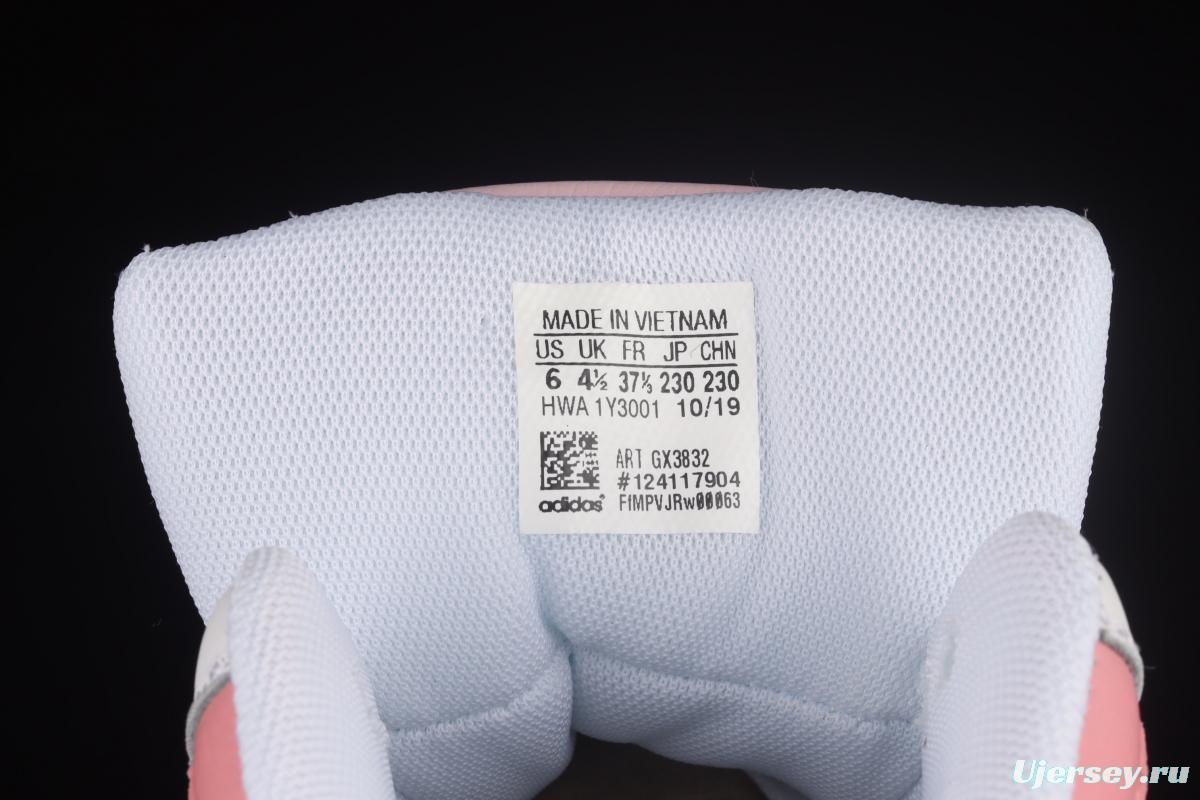 MADE IN VIETNAM
US UK FR JP CHN
6 4½ 37⅓ 230 230
HWA 1Y3001 10/19
ART GX3832
#124117904
adidas FfMPVJRw00063
Ujersey.ru